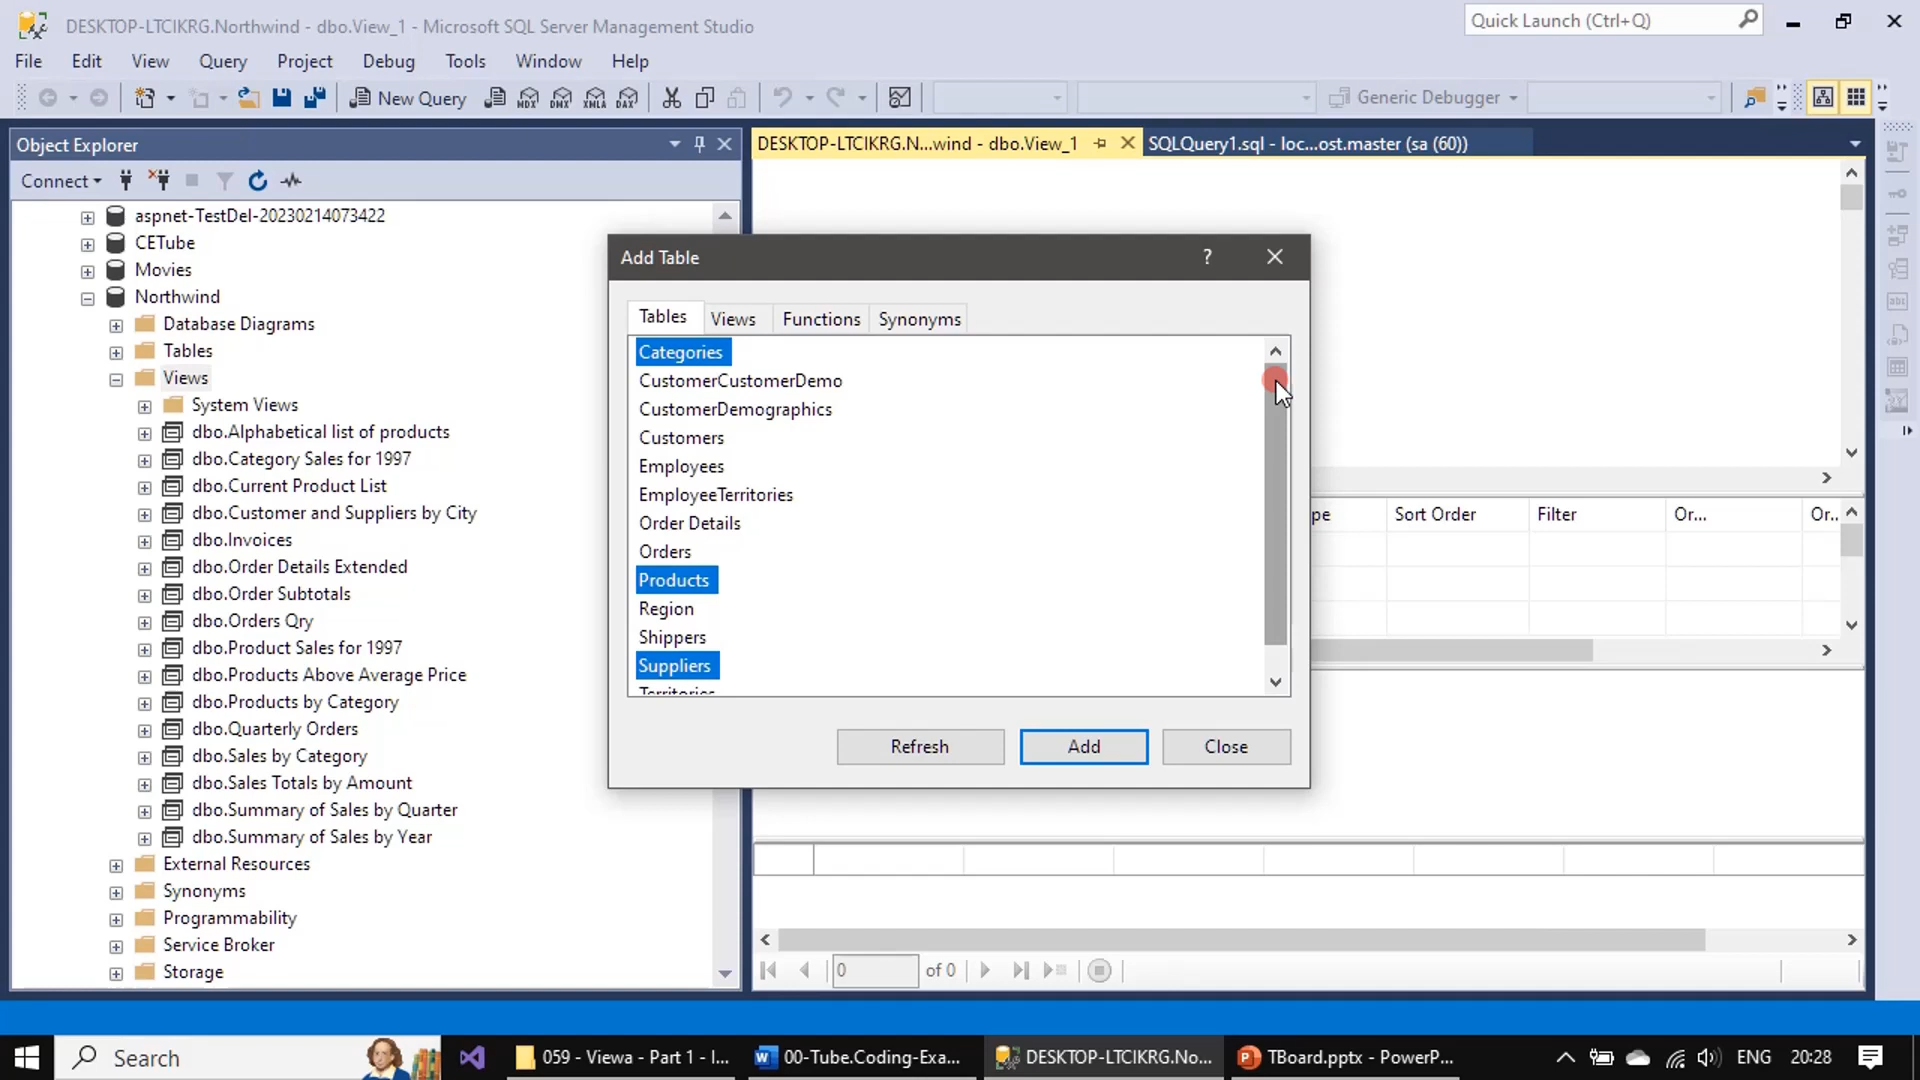 DESKTOP-LTCIKRG.Northwind - dbo.View_1 - Microsoft SQL Server Management Studio
Quick Launch (Ctrl+Q)
File Edit View Query Project Debug Tools Window Help
New Query
MDX DMX XMLA DAX
Generic Debugger
Object Explorer
DESKTOP-LTCIKRG.N...wind - dbo.View_1
SQLQuery1.sql - loc...ost.master (sa (60))
Connect
aspnet-TestDel-20230214073422
CETube
Movies
Northwind
Database Diagrams
Tables
Views
System Views
dbo.Alphabetical list of products
dbo.Category Sales for 1997
dbo.Current Product List
dbo.Customer and Suppliers by City
dbo.Invoices
dbo.Order Details Extended
dbo.Order Subtotals
dbo.Orders Qry
dbo.Product Sales for 1997
dbo.Products Above Average Price
dbo.Products by Category
dbo.Quarterly Orders
dbo.Sales by Category
dbo.Sales Totals by Amount
dbo.Summary of Sales by Quarter
dbo.Summary of Sales by Year
External Resources
Synonyms
Programmability
Service Broker
Storage
Add Table
?
Tables Views Functions Synonyms
Categories
CustomerCustomerDemo
CustomerDemographics
Customers
Employees
EmployeeTerritories
Order Details
Orders
Products
Region
Shippers
Suppliers
Territories
Refresh Add Close
pe Sort Order Filter Or... Or...
0 of 0
Search
059 - Viewa - Part 1 - I...
00-Tube.Coding-Exa...
DESKTOP-LTCIKRG.No...
TBoard.pptx - PowerP...
ENG 20:28